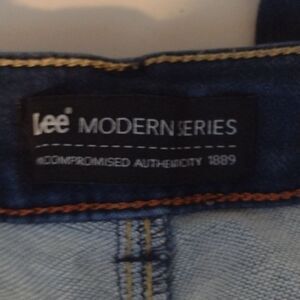 Lee® MODERN SERIES
UNCOMPROMISED AUTHENTICITY 1889